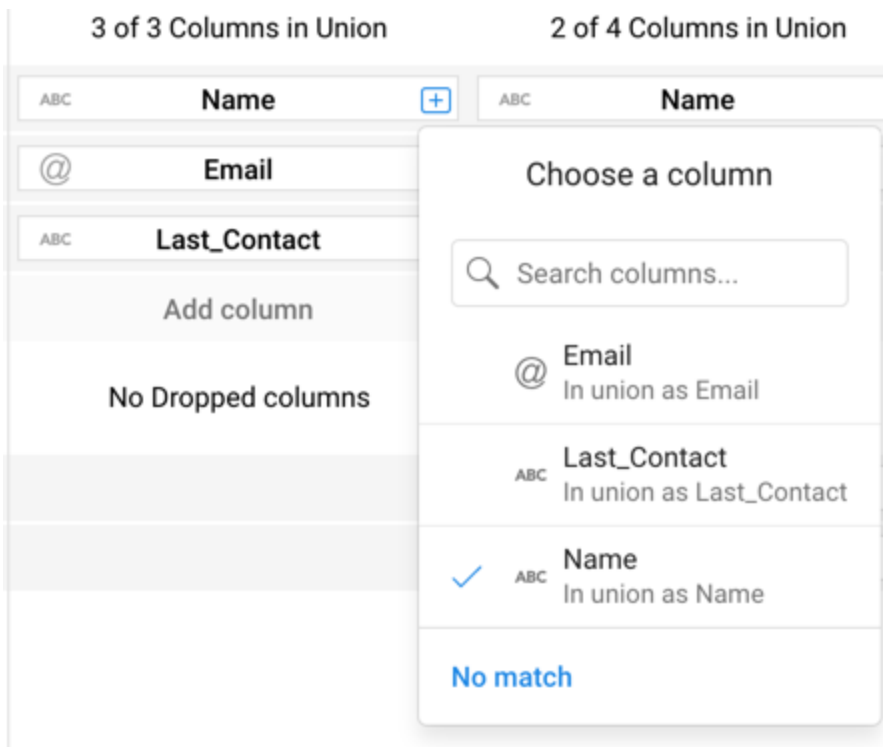 3 of 3 Columns in Union
2 of 4 Columns in Union
ABC Name
ABC Name
@ Email
ABC Last_Contact
Add column
No Dropped columns
Choose a column
Search columns...
@ Email
In union as Email
ABC Last_Contact
In union as Last_Contact
ABC Name
In union as Name
No match